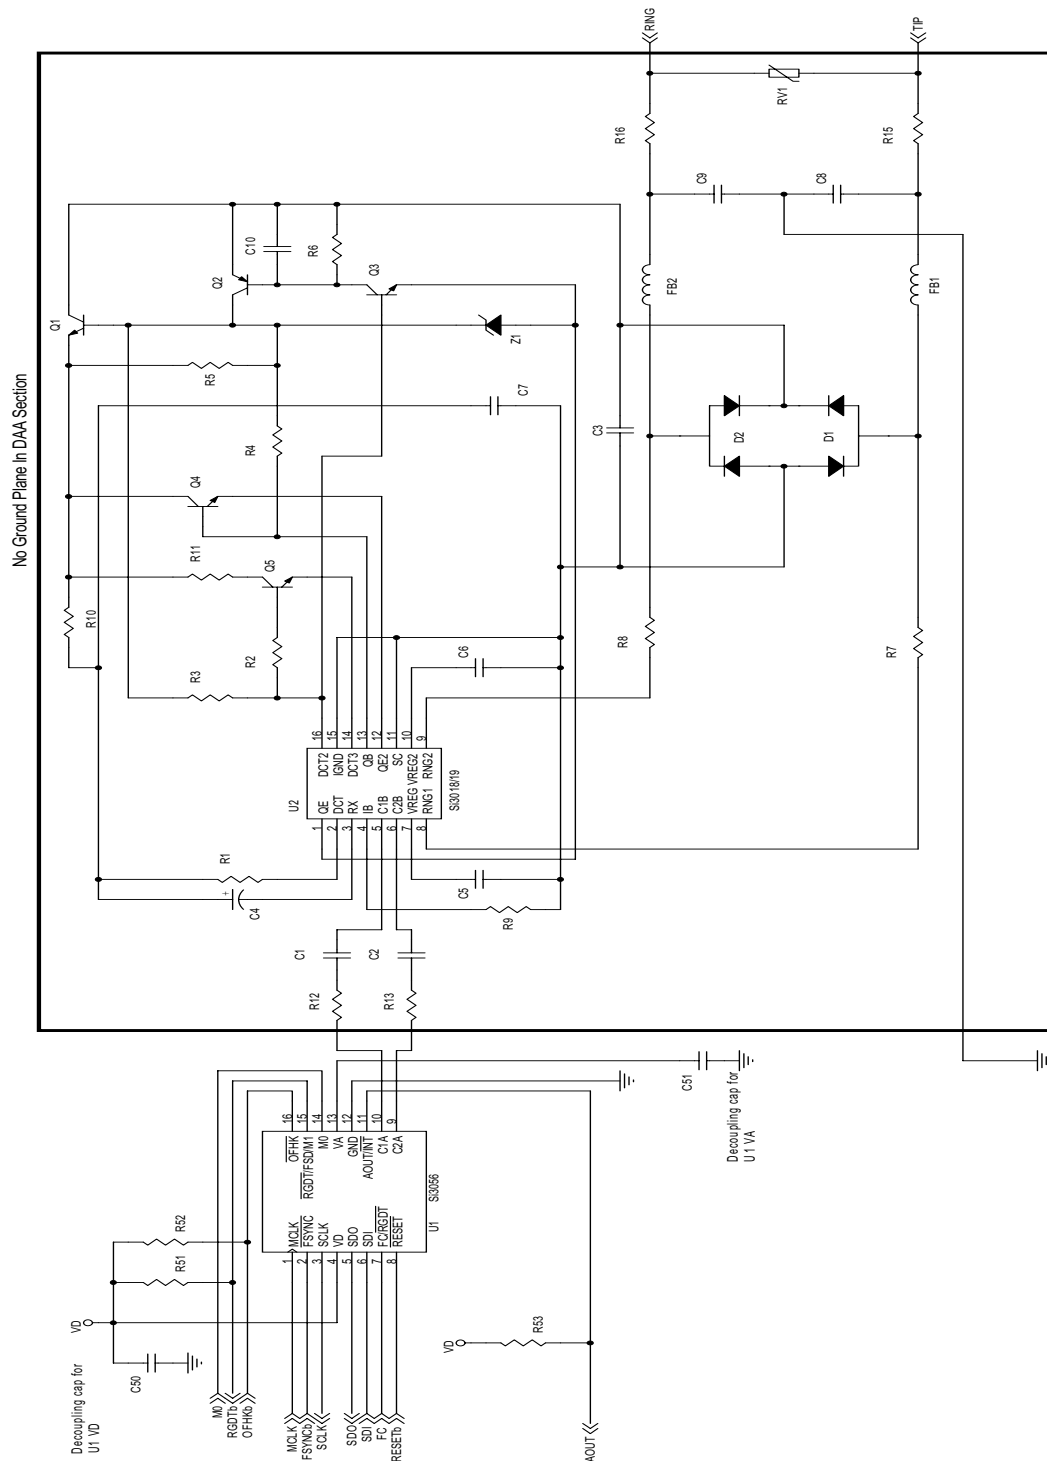 No Ground Plane In DAA Section
RING
TIP
RV1
R16
R15
C9
C8
FB2
FB1
Q1
Q2
C10
R6
Q3
Z1
R5
R4
C7
C3
D2
D1
Q4
R11
Q5
R10
R3
R2
C6
R8
R7
U2
Si3018/19
QE
DCT
RX
IB
C1B
C2B
VREG
RNG1
DCT2
IGND
DCT3
QB
QE2
SC
VREG2
RNG2
1
2
3
4
5
6
7
8
16
15
14
13
12
11
10
9
R1
+
C4
C5
R9
C1
C2
R12
R13
C51
Decoupling cap for
U1 VA
U1
Si3056
MCLK
FSYNC
SCLK
VD
SDO
SDI
FC/RGDT
RESET
OFHK
RGDT/FSD/M1
M0
VA
GND
AOUT/INT
C1A
C2A
1
2
3
4
5
6
7
8
16
15
14
13
12
11
10
9
R52
R51
VD
C50
Decoupling cap for
U1 VD
R53
VD
M0
RGDTb
OFHKb
MCLK
FSYNCb
SCLK
SDO
SDI
FC
RESETb
AOUT